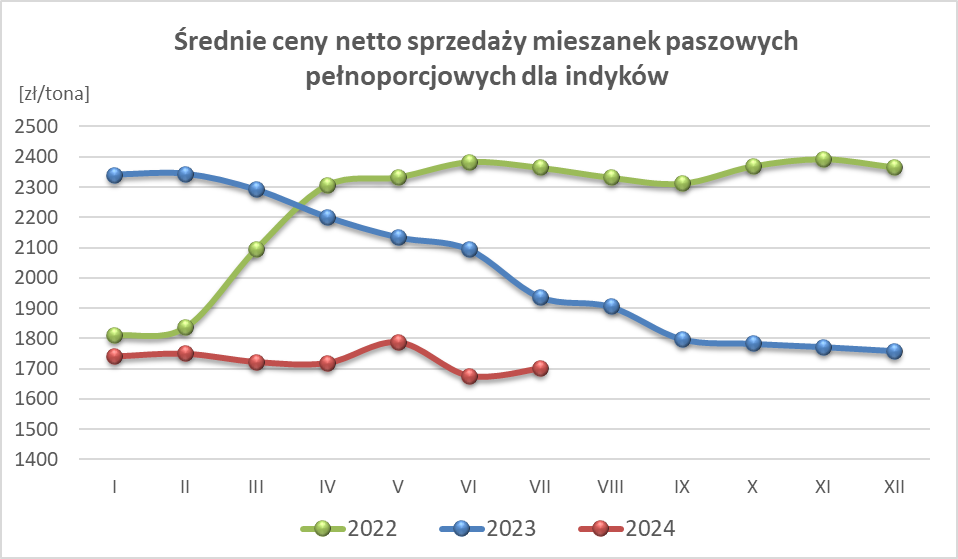 Średnie ceny netto sprzedaży mieszanek paszowych
pełnoporcjowych dla indyków
[zł/tona]
2500
2400
2300
2200
2100
2000
1900
1800
1700
1600
1500
1400
I II III IV V VI VII VIII IX X XI XII
2022 2023 2024